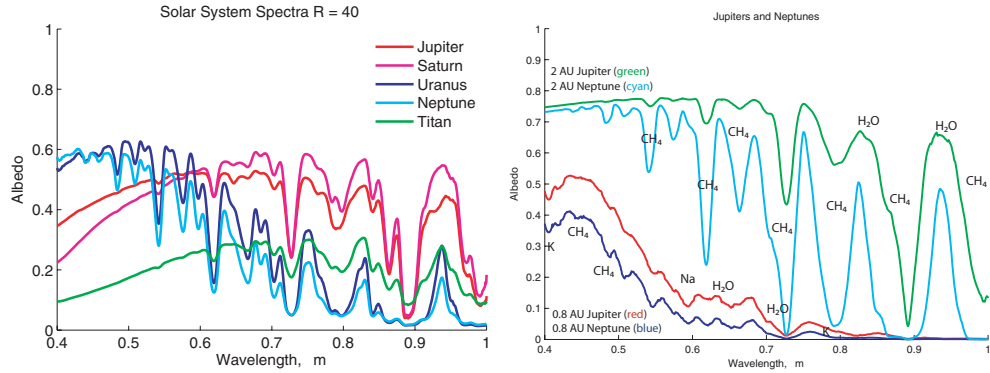 Solar System Spectra R = 40
Albedo
1
0.8
0.6
0.4
0.2
0
0.4 0.5 0.6 0.7 0.8 0.9 1
Wavelength, m
Jupiter
Saturn
Uranus
Neptune
Titan
Jupiters and Neptunes
Albedo
1
0.9
0.8
0.7
0.6
0.5
0.4
0.3
0.2
0.1
0
0.4 0.5 0.6 0.7 0.8 0.9 1
Wavelength, m
2 AU Jupiter (green)
2 AU Neptune (cyan)
CH₄
CH₄
H₂O
H₂O
CH₄
CH₄
CH₄
CH₄
CH₄
K
CH₄
CH₄
Na
H₂O
H₂O
K
0.8 AU Jupiter (red)
0.8 AU Neptune (blue)